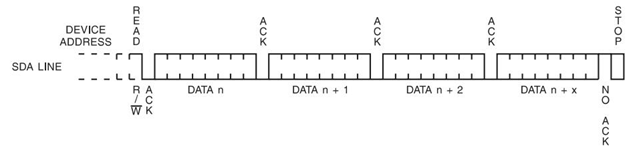 READ
ACK
ACK
ACK
STOP
DEVICE
ADDRESS
SDA LINE
R/W
ACK
DATA n
DATA n + 1
DATA n + 2
DATA n + x
NO ACK